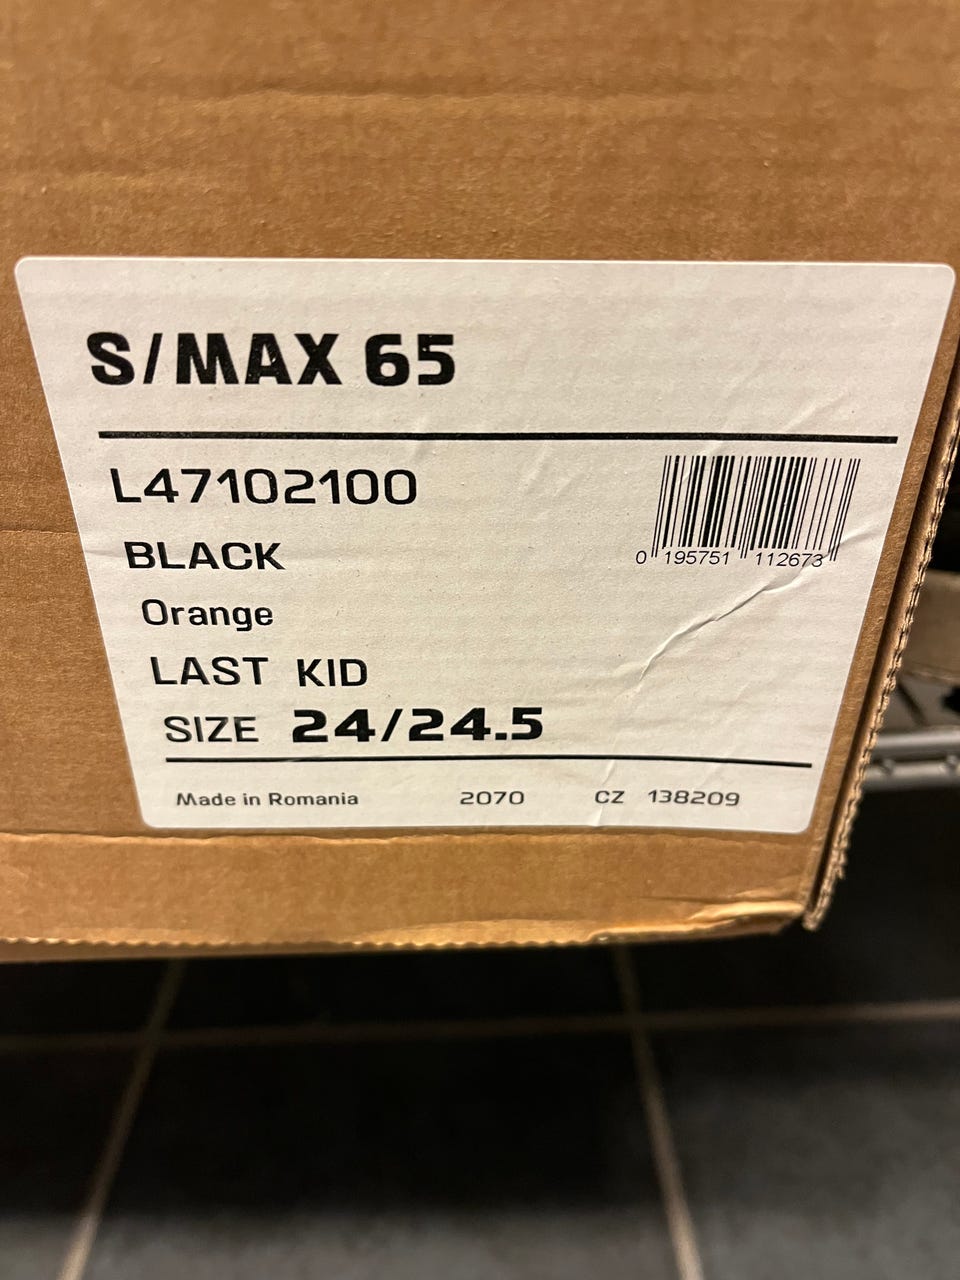 S/MAX 65
L47102100
BLACK
Orange
LAST KID
SIZE 24/24.5
0 195751 112673
Made in Romania 2070 CZ 138209